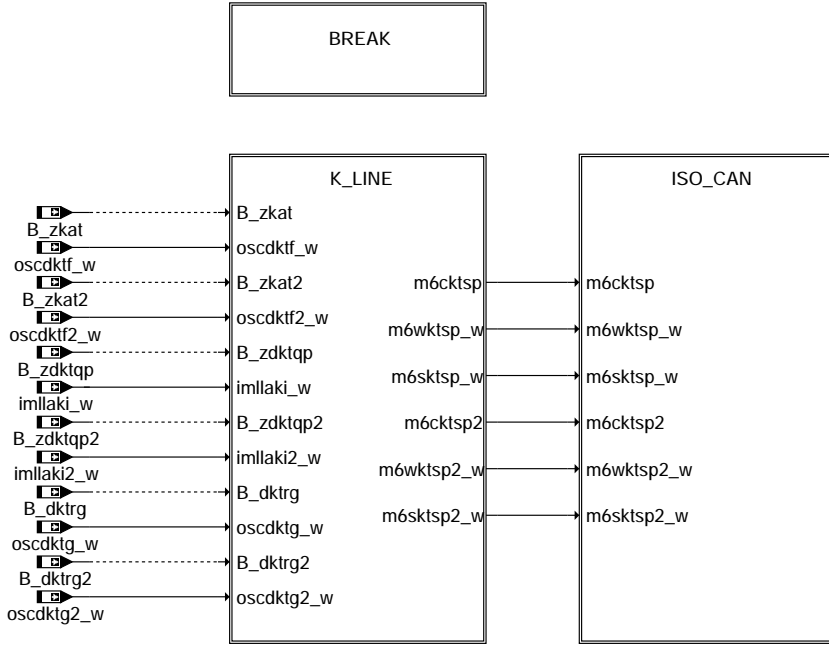 BREAK
K_LINE
ISO_CAN
B_zkat
B_zkat
oscdktf_w
oscdktf_w
B_zkat2
m6cktsp
m6cktsp
B_zkat2
oscdktf2_w
m6wktsp_w
m6wktsp_w
oscdktf2_w
B_zdktqp
B_zdktqp
m6sktsp_w
m6sktsp_w
imllaki_w
imllaki_w
B_zdktqp2
m6cktsp2
m6cktsp2
B_zdktqp2
imllaki2_w
m6wktsp2_w
m6wktsp2_w
imllaki2_w
B_dktrg
B_dktrg
m6sktsp2_w
m6sktsp2_w
oscdktg_w
oscdktg_w
B_dktrg2
B_dktrg2
oscdktg2_w
oscdktg2_w